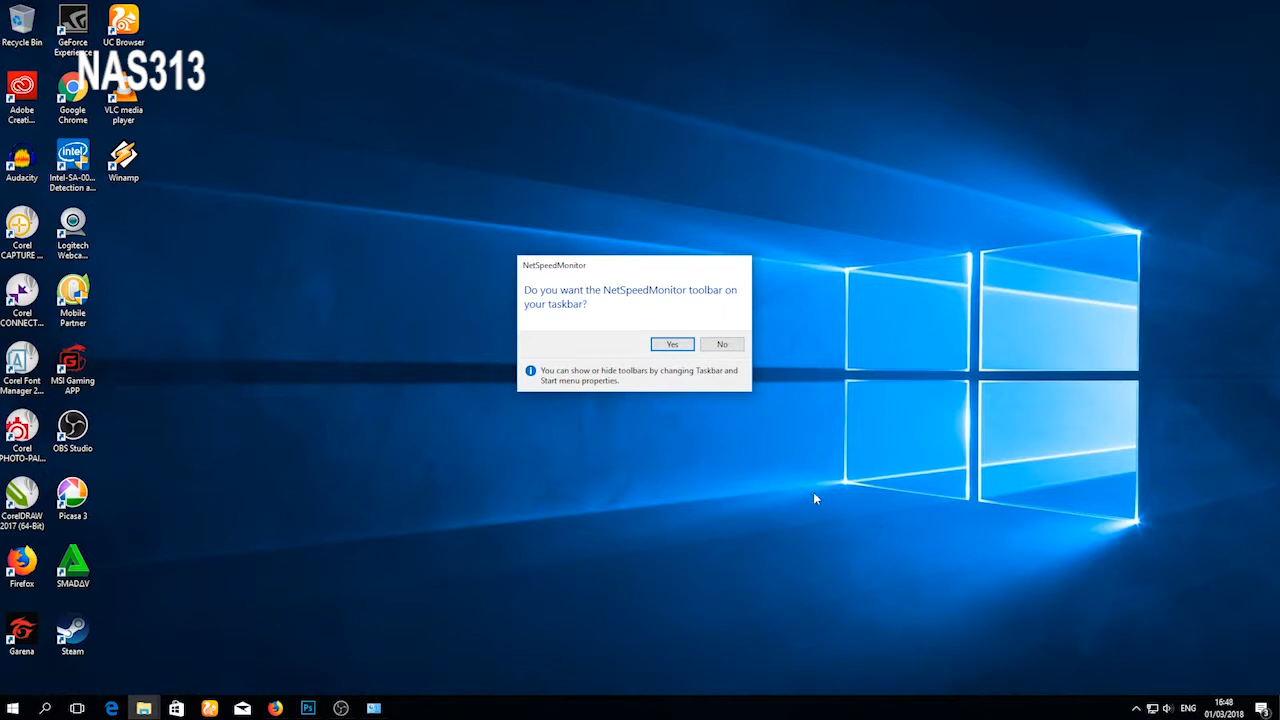 Recycle Bin
GeForce
Experience
UC Browser
NAS313
Adobe
Creati...
Google
Chrome
VLC media
player
Audacity
intel
Intel-SA-00...
Detection a...
Winamp
Corel
CAPTURE ...
Logitech
Webca...
Corel
CONNECT...
Mobile
Partner
Corel Font
Manager 2...
MSI Gaming
APP
Corel
PHOTO-PAI...
OBS Studio
CorelDRAW
2017 (64-Bit)
Picasa 3
Firefox
SMADΔV
Garena
Steam
NetSpeedMonitor
Do you want the NetSpeedMonitor toolbar on
your taskbar?
Yes
No
You can show or hide toolbars by changing Taskbar and
Start menu properties.
Ps
ENG
16:48
01/03/2018
3